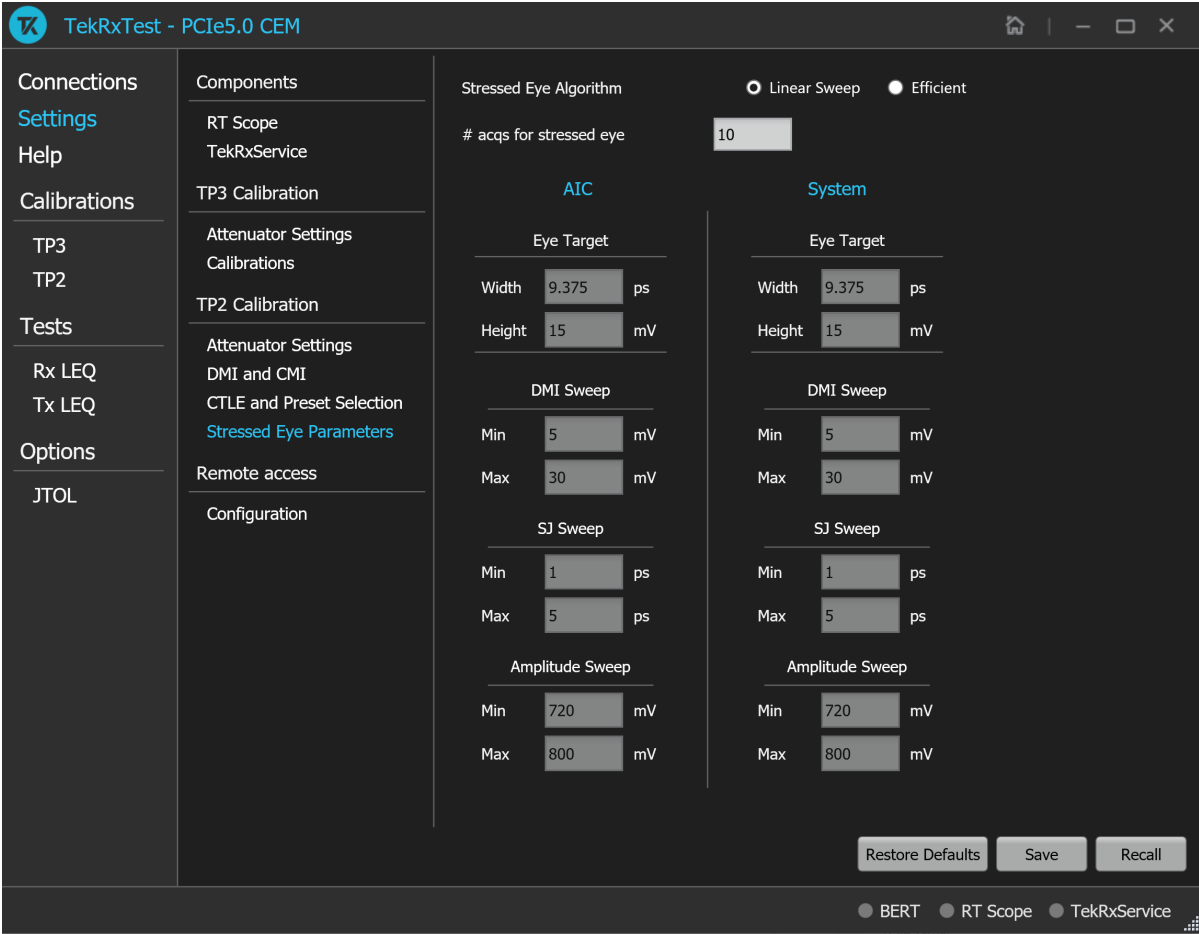 TekRxTest - PCIe5.0 CEM
Connections
Settings
Help
Calibrations
TP3
TP2
Tests
Rx LEQ
Tx LEQ
Options
JTOL
Components
RT Scope
TekRxService
TP3 Calibration
Attenuator Settings
Calibrations
TP2 Calibration
Attenuator Settings
DMI and CMI
CTLE and Preset Selection
Stressed Eye Parameters
Remote access
Configuration
Stressed Eye Algorithm Linear Sweep Efficient
# acqs for stressed eye 10
AIC
Eye Target
Width 9.375 ps
Height 15 mV
DMI Sweep
Min 5 mV
Max 30 mV
SJ Sweep
Min 1 ps
Max 5 ps
Amplitude Sweep
Min 720 mV
Max 800 mV
System
Eye Target
Width 9.375 ps
Height 15 mV
DMI Sweep
Min 5 mV
Max 30 mV
SJ Sweep
Min 1 ps
Max 5 ps
Amplitude Sweep
Min 720 mV
Max 800 mV
Restore Defaults Save Recall
BERT RT Scope TekRxService